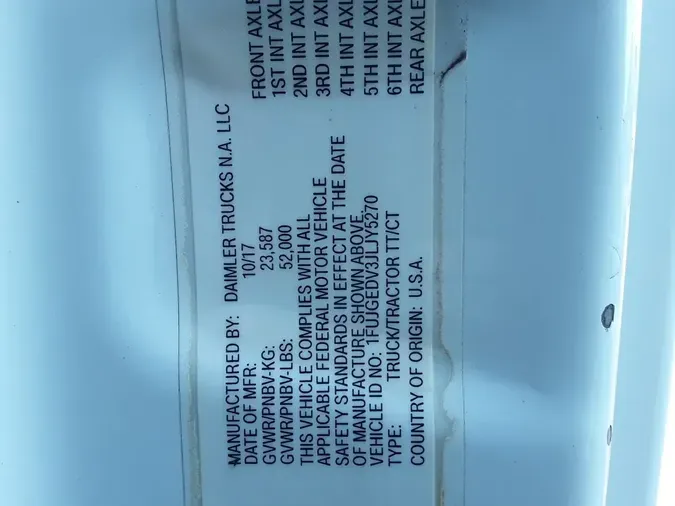 MANUFACTURED BY: DAIMLER TRUCKS N.A. LLC
DATE OF MFR: 10/17
GVWR/PNBV-KG: 23,587
GVWR/PNBV-LBS: 52,000
THIS VEHICLE COMPLIES WITH ALL
APPLICABLE FEDERAL MOTOR VEHICLE
SAFETY STANDARDS IN EFFECT AT THE DATE
OF MANUFACTURE SHOWN ABOVE.
VEHICLE ID NO: 1FUJGEDV3JLJY5270
TYPE: TRUCK/TRACTOR TT/CT
COUNTRY OF ORIGIN: U.S.A.
FRONT AXLE
1ST INT AXL
2ND INT AXL
3RD INT AXL
4TH INT AXL
5TH INT AXL
6TH INT AX
REAR AXLE